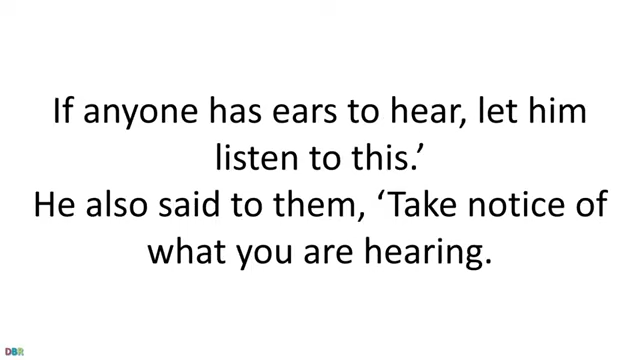 If anyone has ears to hear, let him
listen to this.’
He also said to them, ‘Take notice of
what you are hearing.
DBR